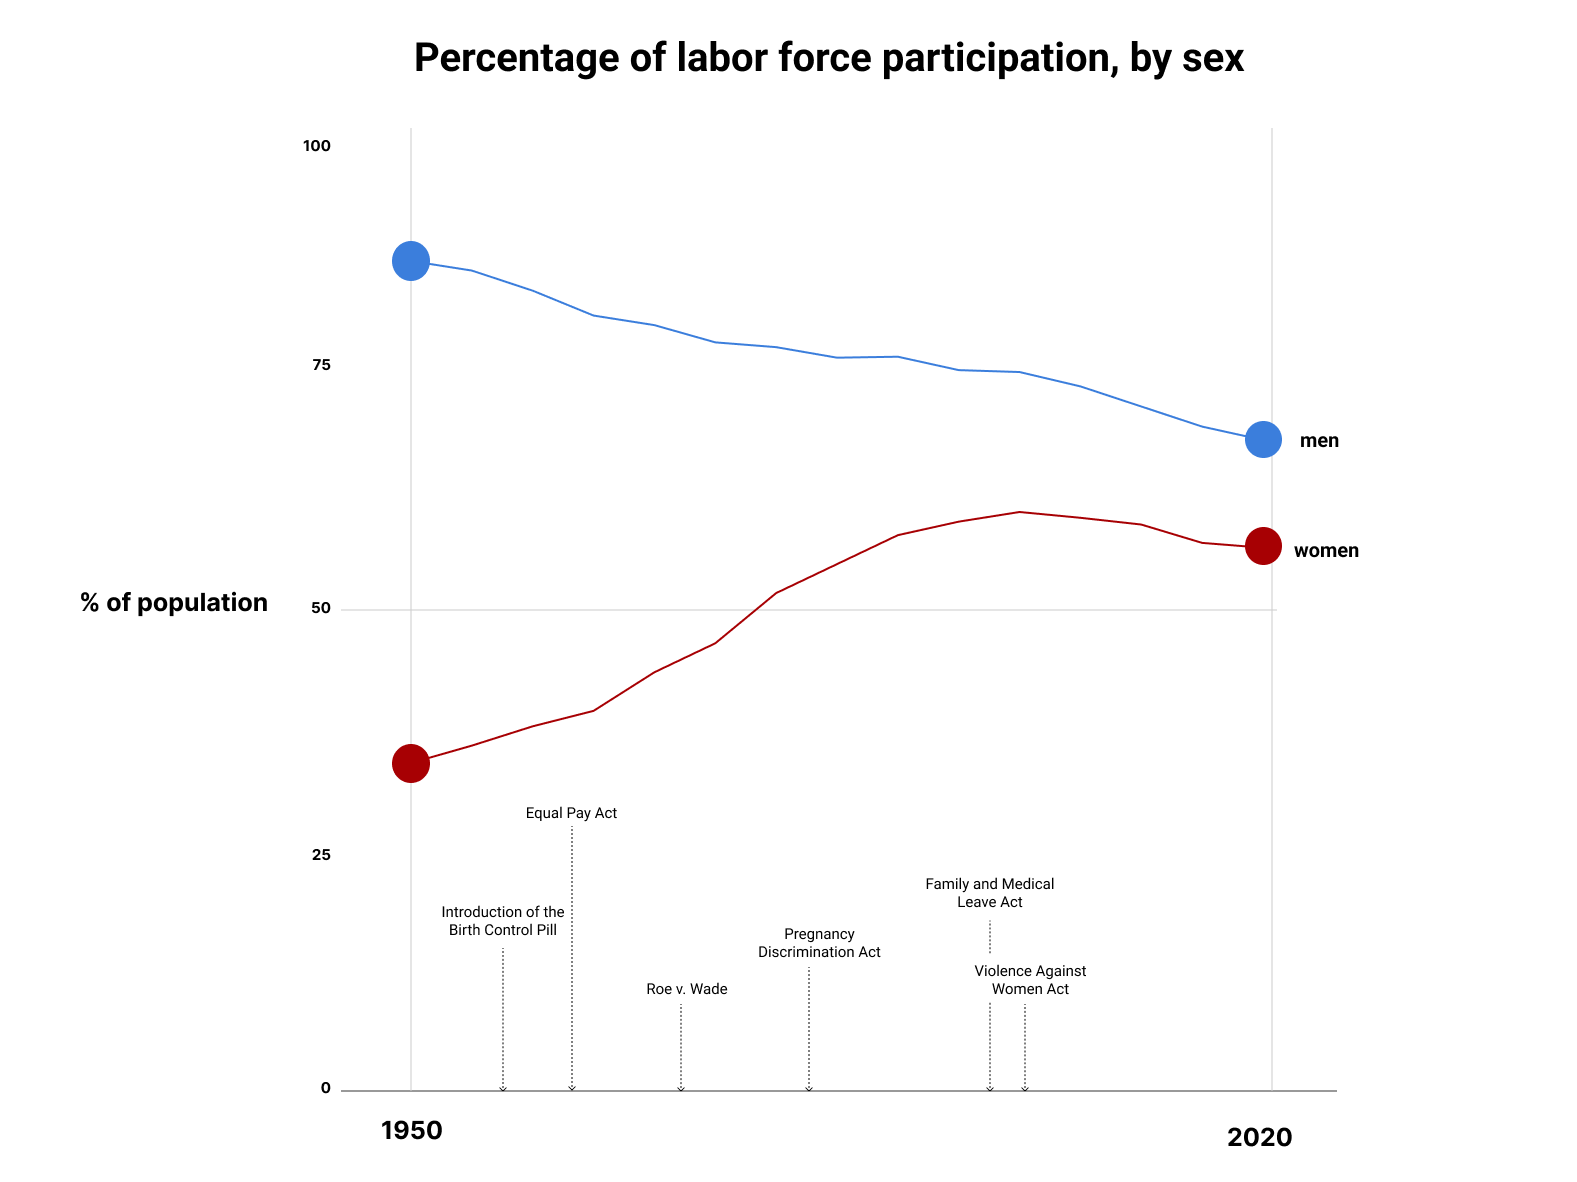 Percentage of labor force participation, by sex
100
75
men
women
% of population
50
Equal Pay Act
25
Family and Medical
Leave Act
Introduction of the
Birth Control Pill
Pregnancy
Discrimination Act
Violence Against
Women Act
Roe v. Wade
0
1950
2020